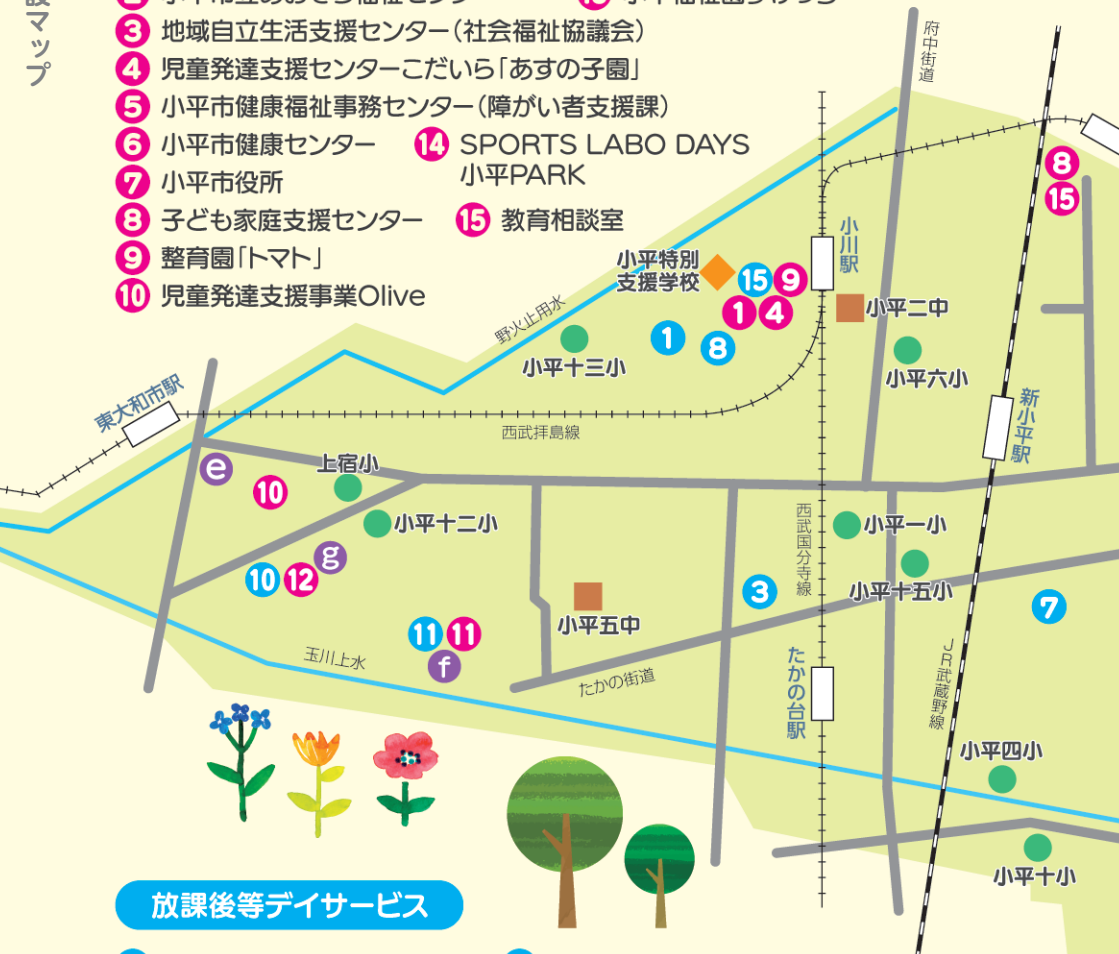 マップ
③ 地域自立生活支援センター（社会福祉協議会）
④ 児童発達支援センターこだいら「あすの子園」
⑤ 小平市健康福祉事務センター（障がい者支援課）
⑥ 小平市健康センター
⑭ SPORTS LABO DAYS
小平PARK
⑦ 小平市役所
⑧ 子ども家庭支援センター
⑮ 教育相談室
⑨ 整育園「トマト」
⑩ 児童発達支援事業Olive
府中街道
8
15
小川駅
小平特別
支援学校
15
9
1
4
小平二中
野火止用水
1
8
小平十三小
小平六小
東大和市駅
新小平駅
西武拝島線
上宿小
e
10
小平十二小
g
10
12
西武国分寺線
小平一小
小平十五小
3
7
小平五中
11
11
f
玉川上水
たかの街道
たかの台駅
JR武蔵野線
小平四小
小平十小
放課後等デイサービス